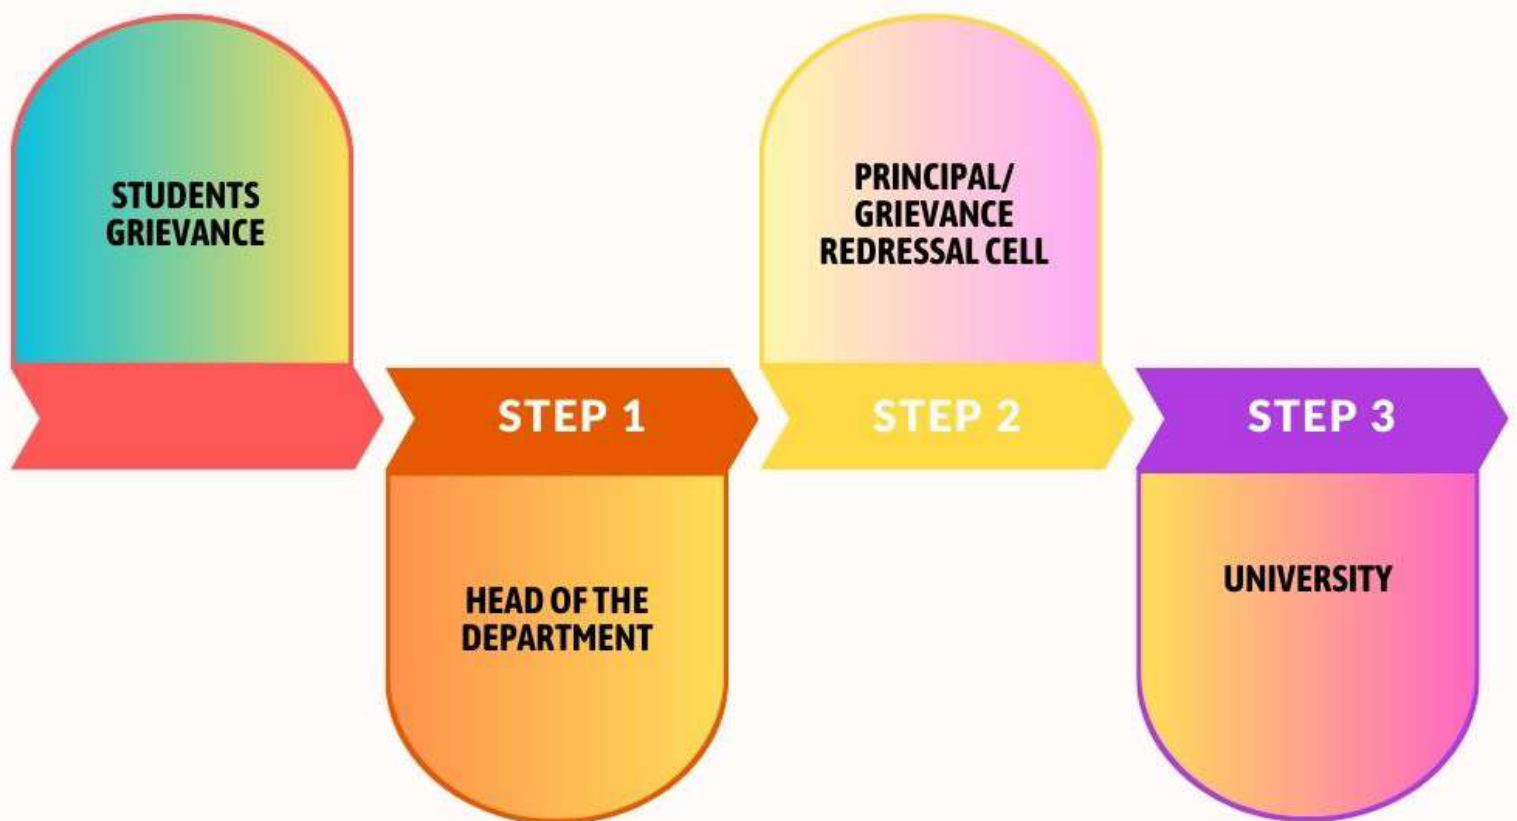 STUDENTS
GRIEVANCE
STEP 1
HEAD OF THE
DEPARTMENT
PRINCIPAL/
GRIEVANCE
REDRESSAL CELL
STEP 2
STEP 3
UNIVERSITY